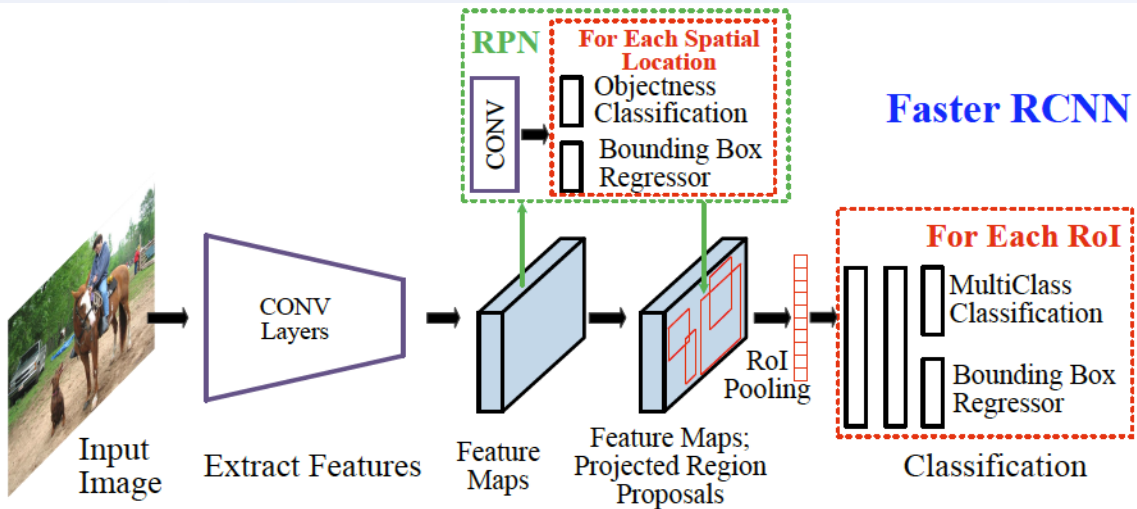 RPN
For Each Spatial
Location
CONV
Objectness
Classification
Bounding Box
Regressor
Faster RCNN
CONV
Layers
For Each RoI
MultiClass
Classification
Bounding Box
Regressor
RoI
Pooling
Input
Image
Extract Features
Feature
Maps
Feature Maps;
Projected Region
Proposals
Classification